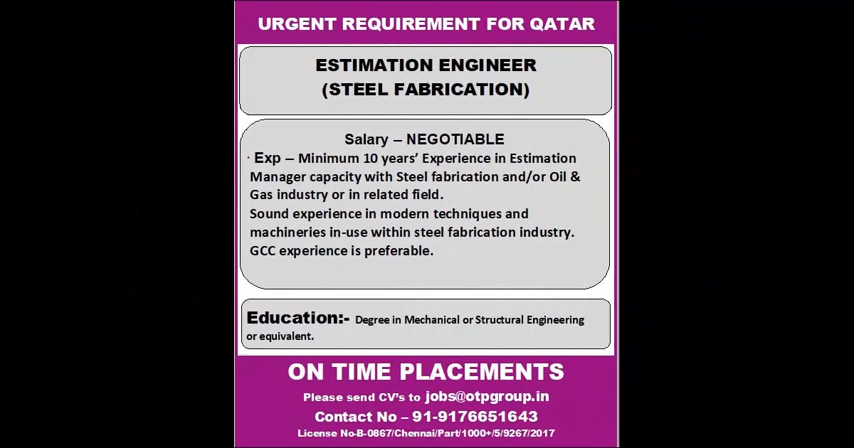 URGENT REQUIREMENT FOR QATAR
ESTIMATION ENGINEER
(STEEL FABRICATION)
Salary – NEGOTIABLE
· Exp – Minimum 10 years’ Experience in Estimation
Manager capacity with Steel fabrication and/or Oil &
Gas industry or in related field.
Sound experience in modern techniques and
machineries in-use within steel fabrication industry.
GCC experience is preferable.
Education:- Degree in Mechanical or Structural Engineering
or equivalent.
ON TIME PLACEMENTS
Please send CV’s to jobs@otpgroup.in
Contact No – 91-9176651643
License No-B-0867/Chennai/Part/1000+/5/9267/2017